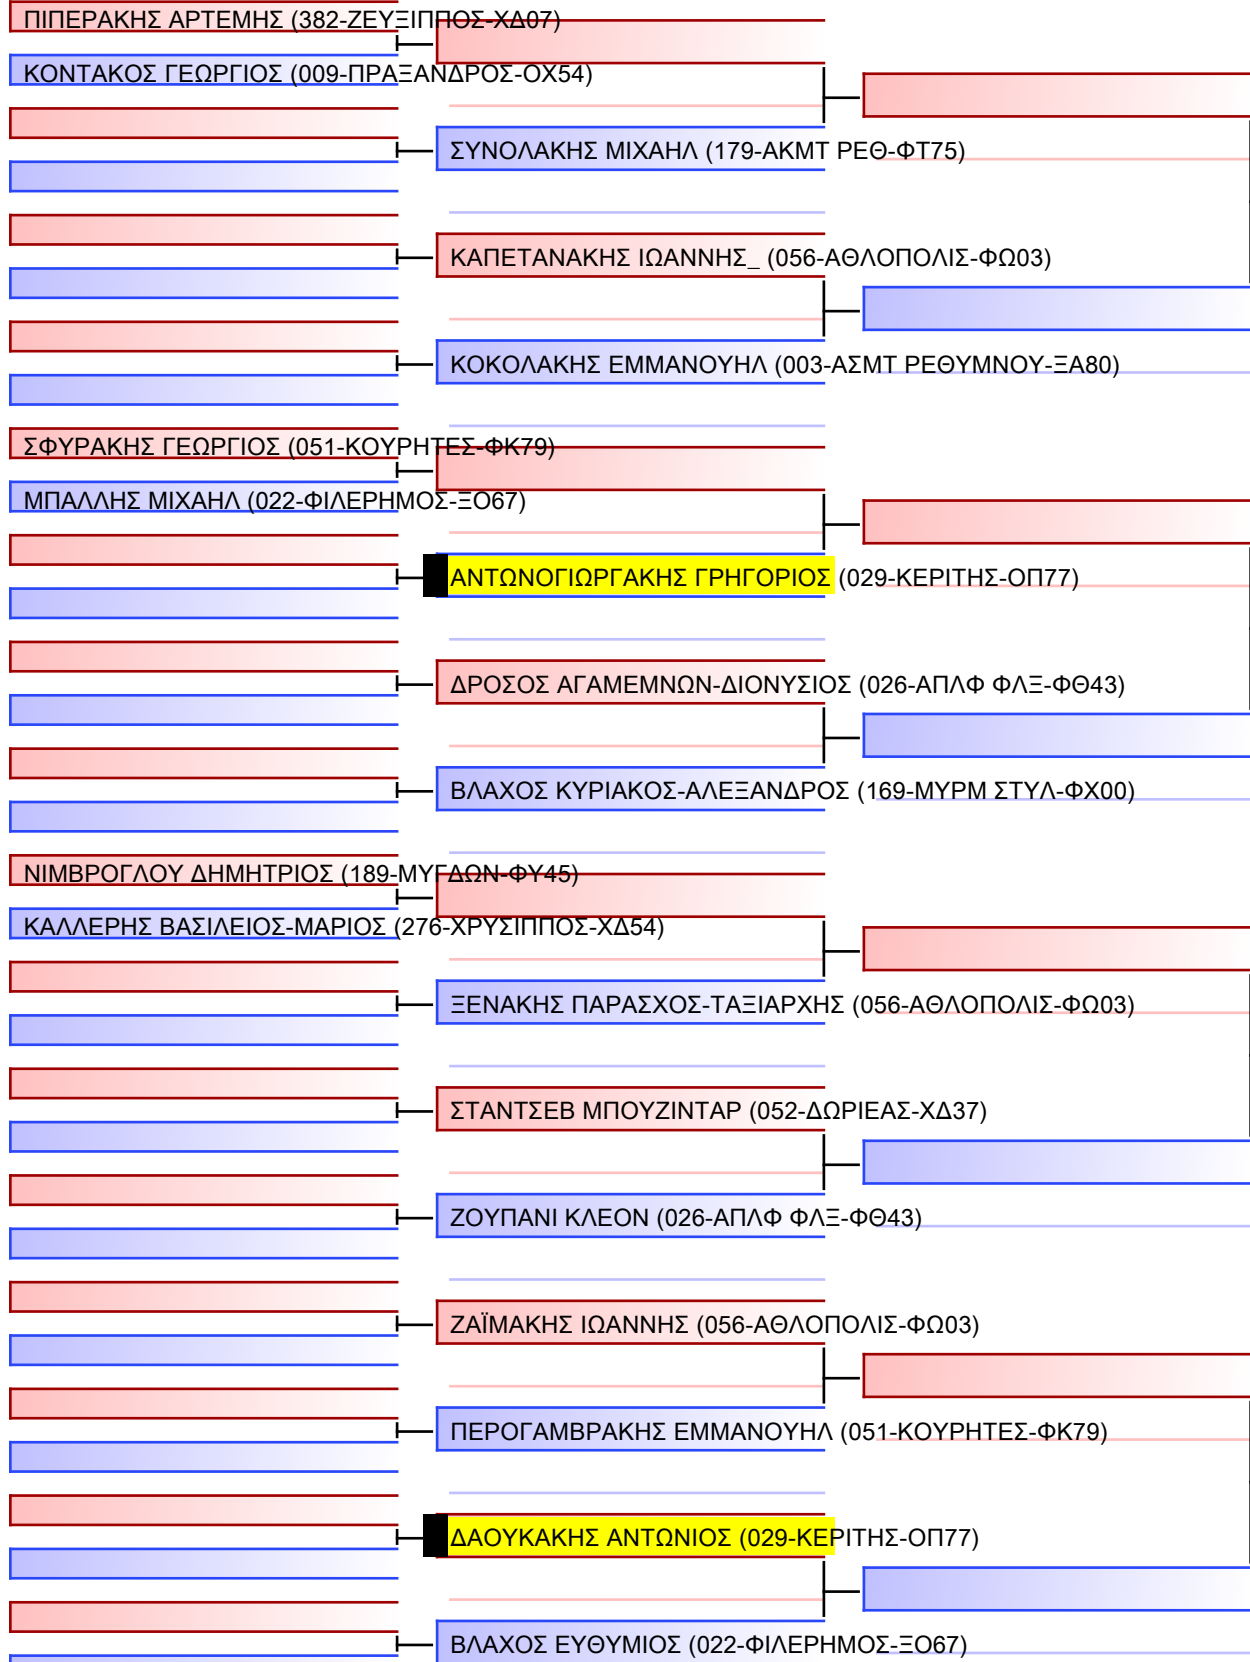 ΠΙΠΕΡΑΚΗΣ ΑΡΤΕΜΗΣ (382-ΖΕΥΞΙΠΠΟΣ-ΧΔ07)
ΚΟΝΤΑΚΟΣ ΓΕΩΡΓΙΟΣ (009-ΠΡΑΞΑΝΔΡΟΣ-ΟΧ54)
ΣΥΝΟΛΑΚΗΣ ΜΙΧΑΗΛ (179-ΑΚΜΤ ΡΕΘ-ΦΤ75)
ΚΑΠΕΤΑΝΑΚΗΣ ΙΩΑΝΝΗΣ_ (056-ΑΘΛΟΠΟΛΙΣ-ΦΩ03)
ΚΟΚΟΛΑΚΗΣ ΕΜΜΑΝΟΥΗΛ (003-ΑΣΜΤ ΡΕΘΥΜΝΟΥ-ΞΑ80)
ΣΦΥΡΑΚΗΣ ΓΕΩΡΓΙΟΣ (051-ΚΟΥΡΗΤΕΣ-ΦΚ79)
ΜΠΑΛΛΗΣ ΜΙΧΑΗΛ (022-ΦΙΛΕΡΗΜΟΣ-ΞΟ67)
ΑΝΤΩΝΟΓΙΩΡΓΑΚΗΣ ΓΡΗΓΟΡΙΟΣ (029-ΚΕΡΙΤΗΣ-ΟΠ77)
ΔΡΟΣΟΣ ΑΓΑΜΕΜΝΩΝ-ΔΙΟΝΥΣΙΟΣ (026-ΑΠΛΦ ΦΛΞ-ΦΘ43)
ΒΛΑΧΟΣ ΚΥΡΙΑΚΟΣ-ΑΛΕΞΑΝΔΡΟΣ (169-ΜΥΡΜ ΣΤΥΛ-ΦΧ00)
ΝΙΜΒΡΟΓΛΟΥ ΔΗΜΗΤΡΙΟΣ (189-ΜΥΓΔΩΝ-ΦΥ45)
ΚΑΛΛΕΡΗΣ ΒΑΣΙΛΕΙΟΣ-ΜΑΡΙΟΣ (276-ΧΡΥΣΙΠΠΟΣ-ΧΔ54)
ΞΕΝΑΚΗΣ ΠΑΡΑΣΧΟΣ-ΤΑΞΙΑΡΧΗΣ (056-ΑΘΛΟΠΟΛΙΣ-ΦΩ03)
ΣΤΑΝΤΣΕΒ ΜΠΟΥΖΙΝΤΑΡ (052-ΔΩΡΙΕΑΣ-ΧΔ37)
ΖΟΥΠΑΝΙ ΚΛΕΟΝ (026-ΑΠΛΦ ΦΛΞ-ΦΘ43)
ΖΑΪΜΑΚΗΣ ΙΩΑΝΝΗΣ (056-ΑΘΛΟΠΟΛΙΣ-ΦΩ03)
ΠΕΡΟΓΑΜΒΡΑΚΗΣ ΕΜΜΑΝΟΥΗΛ (051-ΚΟΥΡΗΤΕΣ-ΦΚ79)
ΔΑΟΥΚΑΚΗΣ ΑΝΤΩΝΙΟΣ (029-ΚΕΡΙΤΗΣ-ΟΠ77)
ΒΛΑΧΟΣ ΕΥΘΥΜΙΟΣ (022-ΦΙΛΕΡΗΜΟΣ-ΞΟ67)